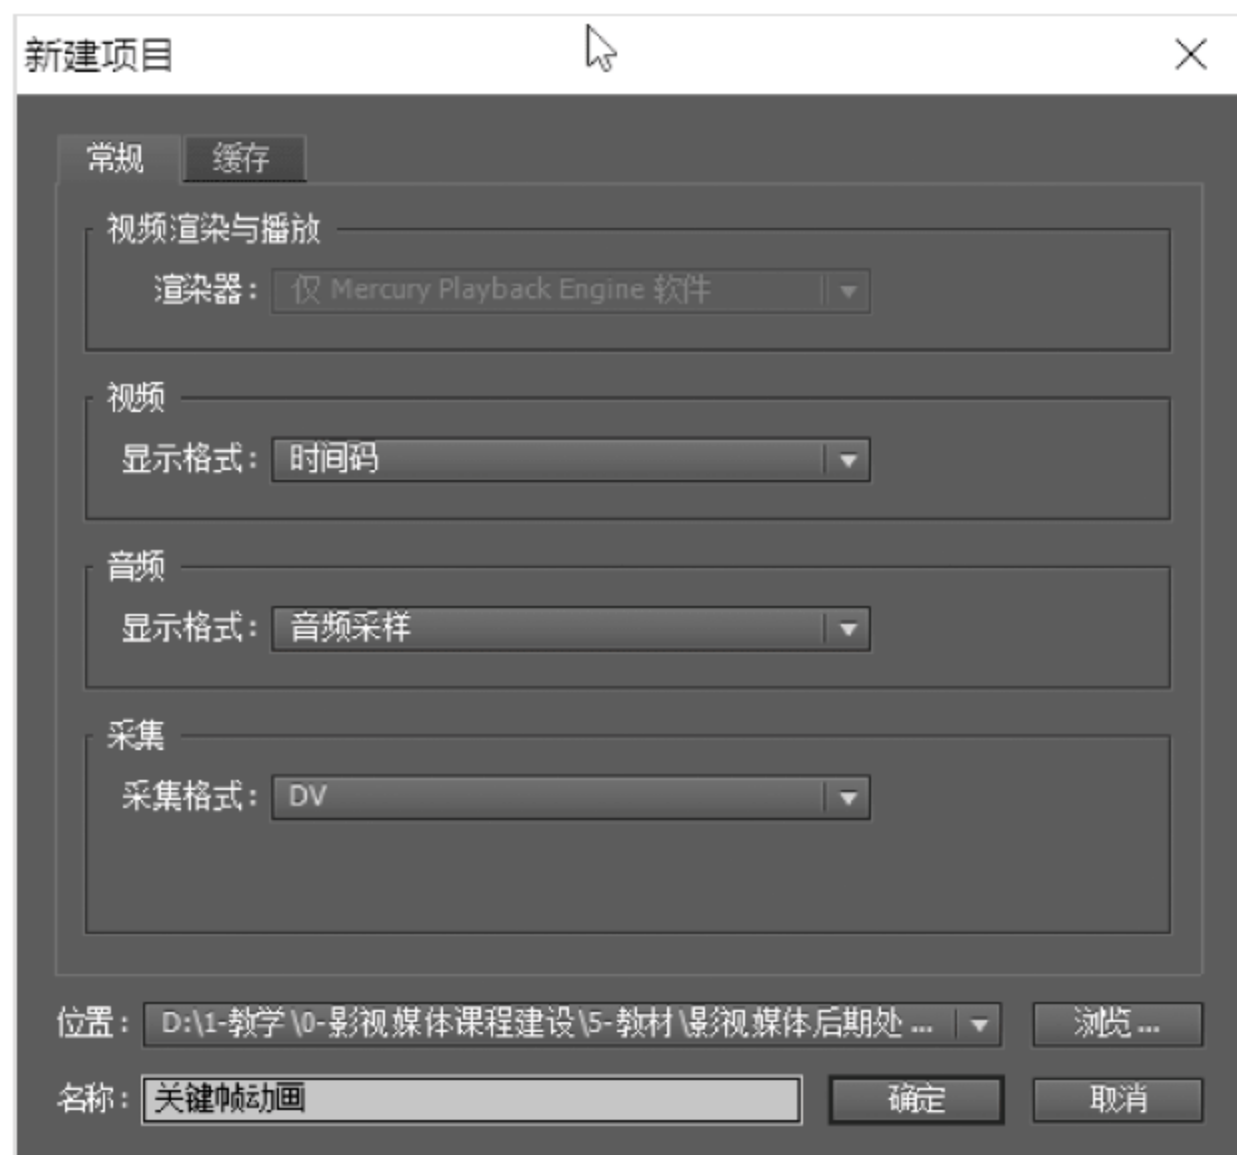 新建项目
常规 缓存
视频渲染与播放
渲染器: 仅 Mercury Playback Engine 软件
视频
显示格式: 时间码
音频
显示格式: 音频采样
采集
采集格式: DV
位置: D:\1-教学\0-影视媒体课程建设\5-教材\影视媒体后期处 ... 浏览 ...
名称: 关键帧动画 确定 取消